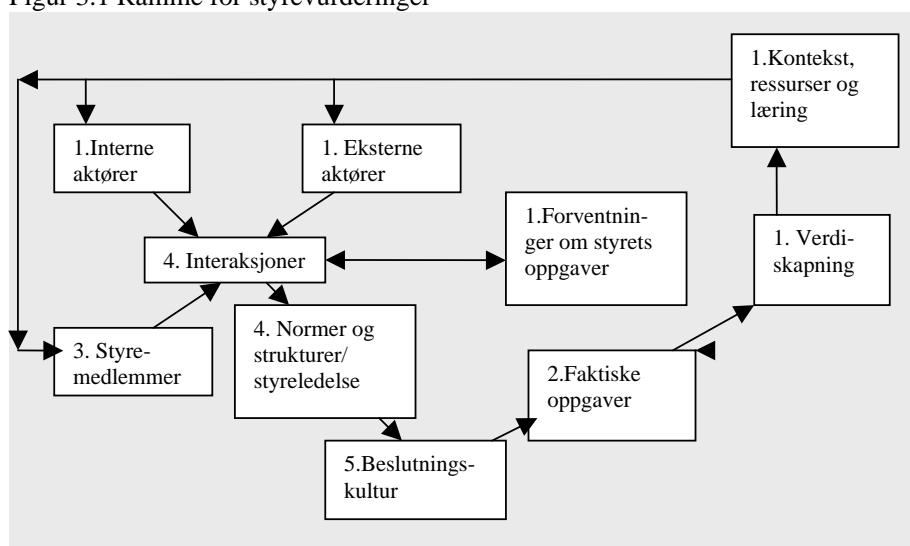 Figur 3.1 Ramme for styrevurderinger
1.Kontekst,
ressurser og
læring
1.Interne
aktører
1. Eksterne
aktører
1.Forventnin-
ger om styrets
oppgaver
1. Verdi-
skapning
4. Interaksjoner
4. Normer og
strukturer/
styreledelse
3. Styre-
medlemmer
2.Faktiske
oppgaver
5.Beslutnings-
kultur